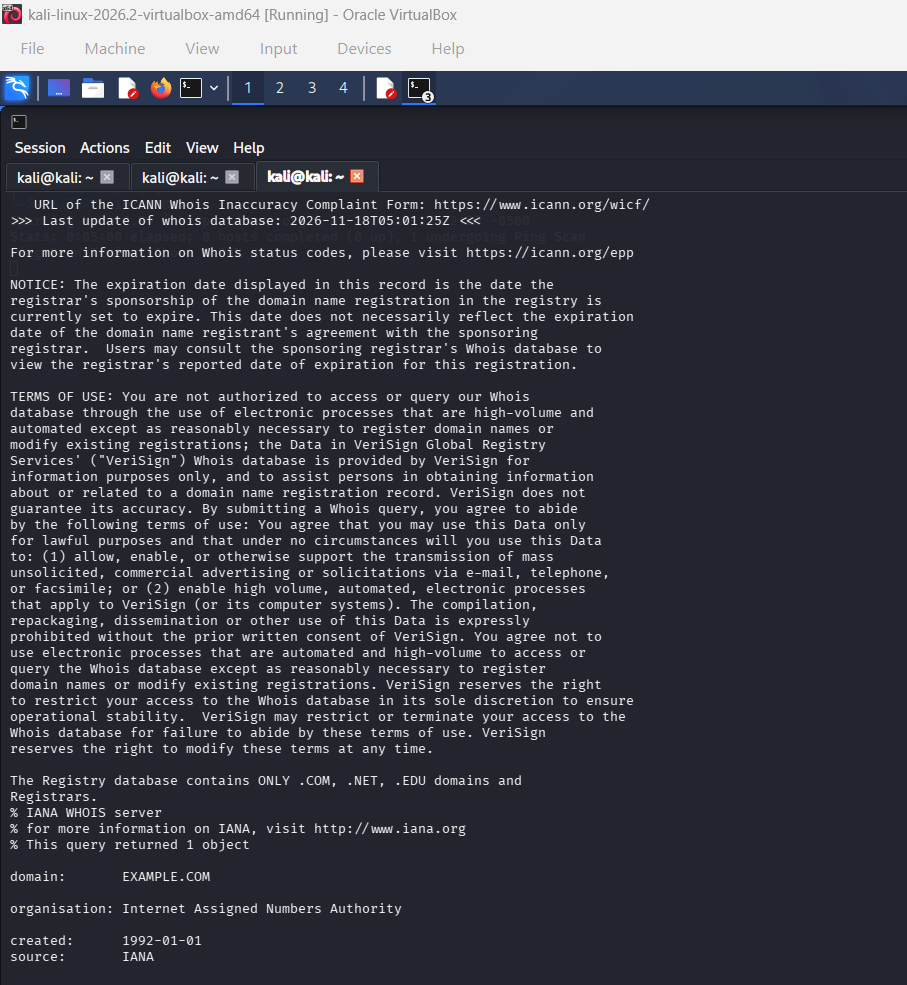 kali-linux-2026.2-virtualbox-amd64 [Running] - Oracle VirtualBox
File Machine View Input Devices Help
1 2 3 4 3
Session Actions Edit View Help
kali@kali: ~ kali@kali: ~ kali@kali: ~
URL of the ICANN Whois Inaccuracy Complaint Form: https://www.icann.org/wicf/
>>> Last update of whois database: 2026-11-18T05:01:25Z <<<
Stats: 0:05:00 elapsed; 0 hosts completed (0 up), 1 undergoing Ping Scan
For more information on Whois status codes, please visit https://icann.org/epp
NOTICE: The expiration date displayed in this record is the date the
registrar's sponsorship of the domain name registration in the registry is
currently set to expire. This date does not necessarily reflect the expiration
date of the domain name registrant's agreement with the sponsoring
registrar.  Users may consult the sponsoring registrar's Whois database to
view the registrar's reported date of expiration for this registration.
TERMS OF USE: You are not authorized to access or query our Whois
database through the use of electronic processes that are high-volume and
automated except as reasonably necessary to register domain names or
modify existing registrations; the Data in VeriSign Global Registry
Services' ("VeriSign") Whois database is provided by VeriSign for
information purposes only, and to assist persons in obtaining information
about or related to a domain name registration record. VeriSign does not
guarantee its accuracy. By submitting a Whois query, you agree to abide
by the following terms of use: You agree that you may use this Data only
for lawful purposes and that under no circumstances will you use this Data
to: (1) allow, enable, or otherwise support the transmission of mass
unsolicited, commercial advertising or solicitations via e-mail, telephone,
or facsimile; or (2) enable high volume, automated, electronic processes
that apply to VeriSign (or its computer systems). The compilation,
repackaging, dissemination or other use of this Data is expressly
prohibited without the prior written consent of VeriSign. You agree not to
use electronic processes that are automated and high-volume to access or
query the Whois database except as reasonably necessary to register
domain names or modify existing registrations. VeriSign reserves the right
to restrict your access to the Whois database in its sole discretion to ensure
operational stability.  VeriSign may restrict or terminate your access to the
Whois database for failure to abide by these terms of use. VeriSign
reserves the right to modify these terms at any time.
The Registry database contains ONLY .COM, .NET, .EDU domains and
Registrars.
% IANA WHOIS server
% for more information on IANA, visit http://www.iana.org
% This query returned 1 object
domain:       EXAMPLE.COM
organisation: Internet Assigned Numbers Authority
created:      1992-01-01
source:       IANA